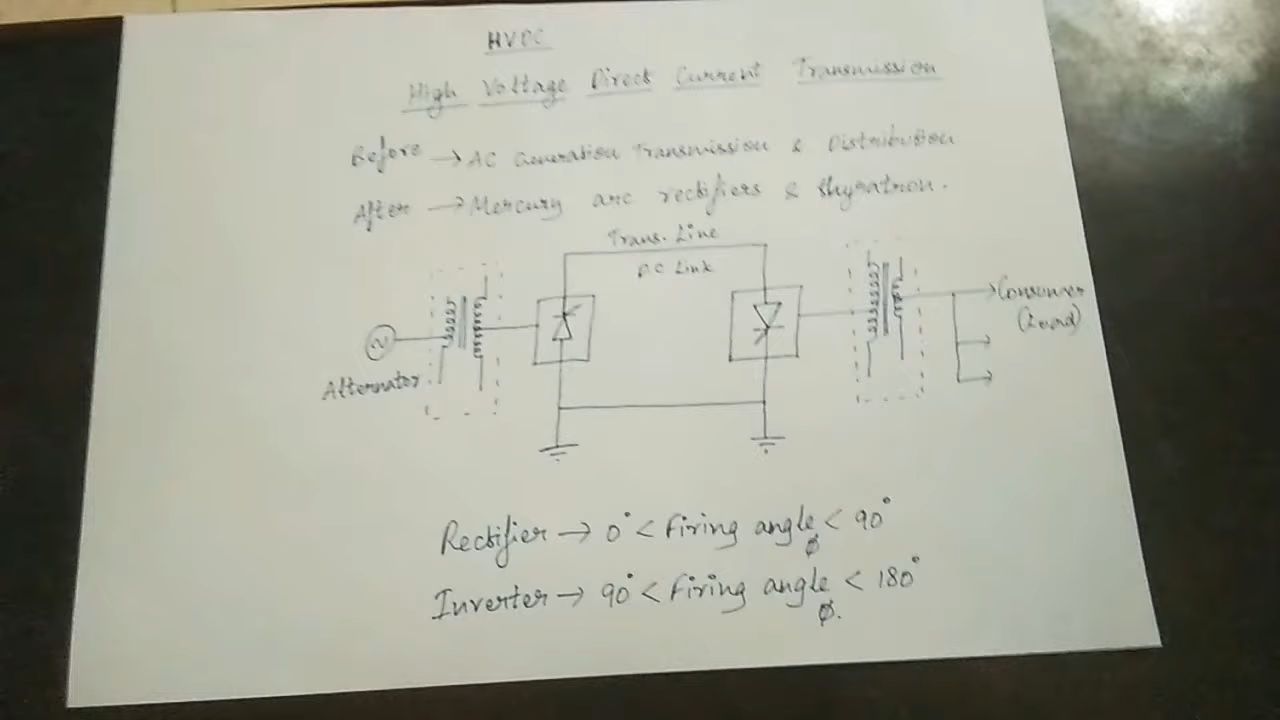 HVDC
High Voltage Direct Current Transmission
Before → AC Generation Transmission & Distribution
After → Mercury arc rectifiers & thyratron.
Trans. Line
DC Link
Alternator
Consumer
(Load)
Rectifier → 0° < Firing angle < 90°
ø
Inverter → 90° < Firing angle < 180°
ø.